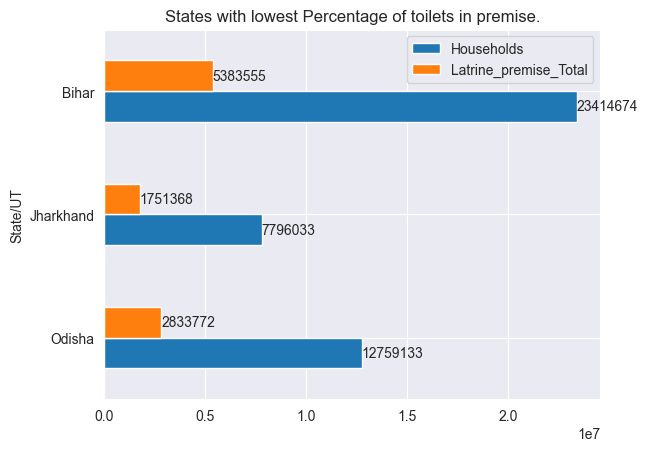 States with lowest Percentage of toilets in premise.
Households
Latrine_premise_Total
State/UT
Bihar
5383555
23414674
Jharkhand
1751368
7796033
Odisha
2833772
12759133
0.0 0.5 1.0 1.5 2.0
1e7